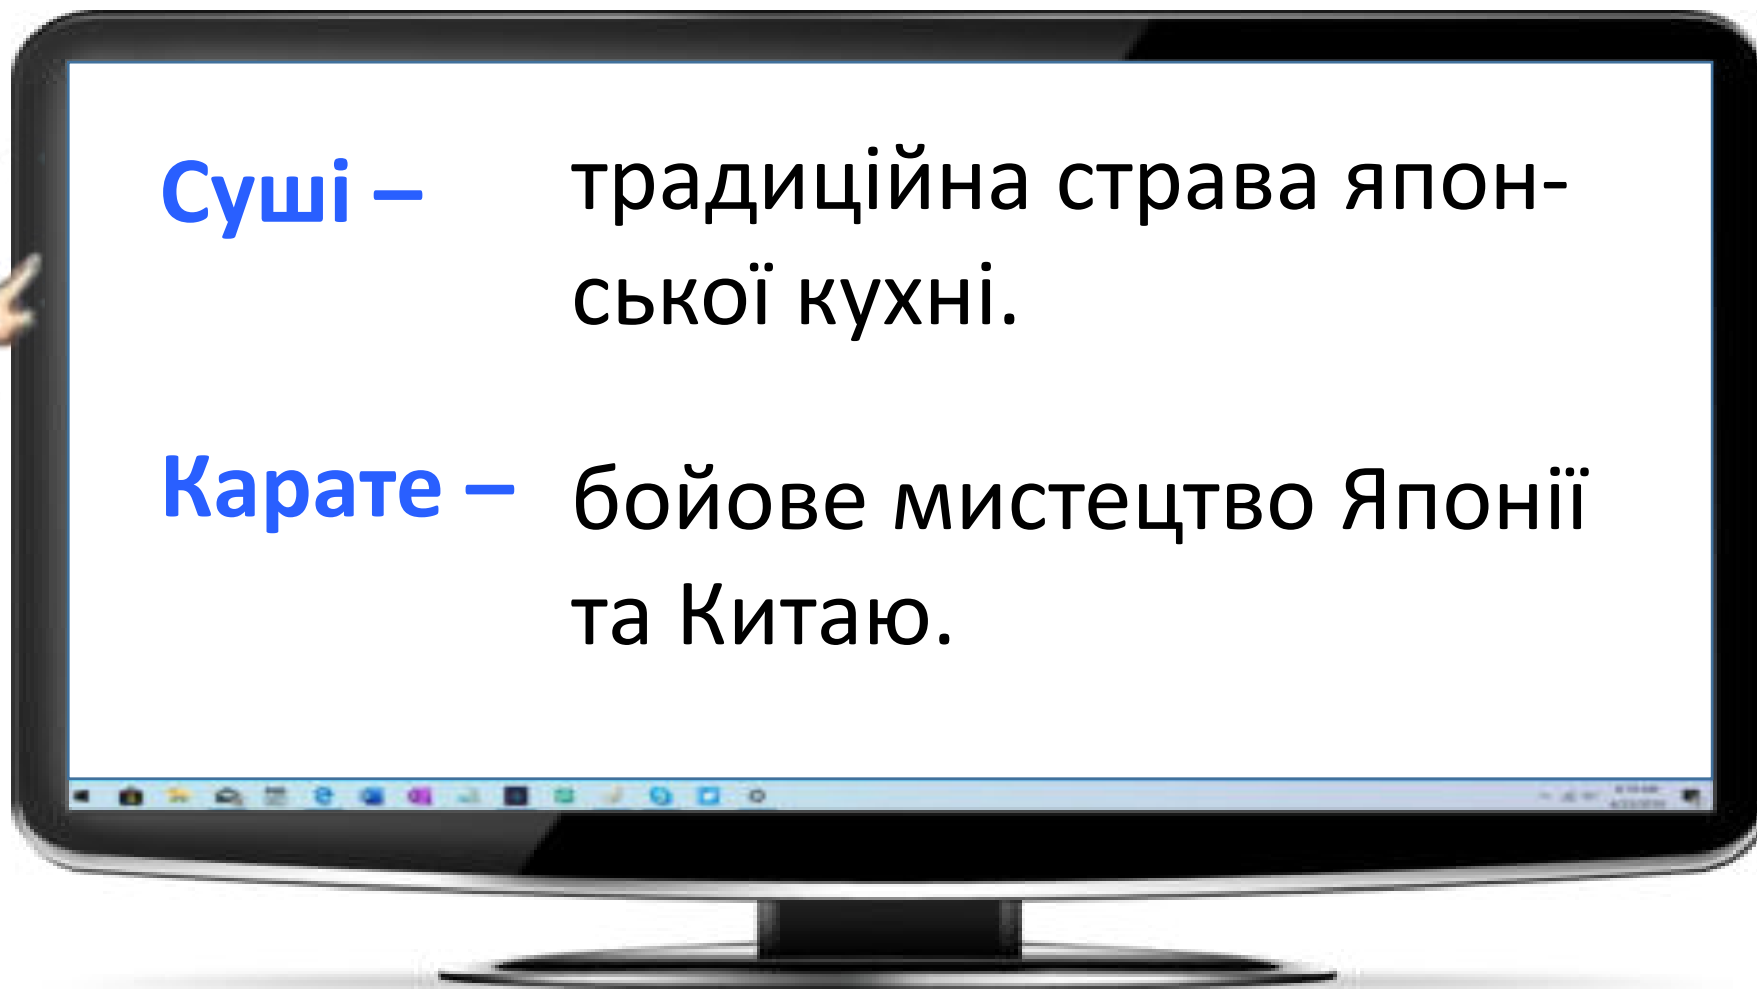 Суші – традиційна страва япон-
ської кухні.
Карате – бойове мистецтво Японії
та Китаю.